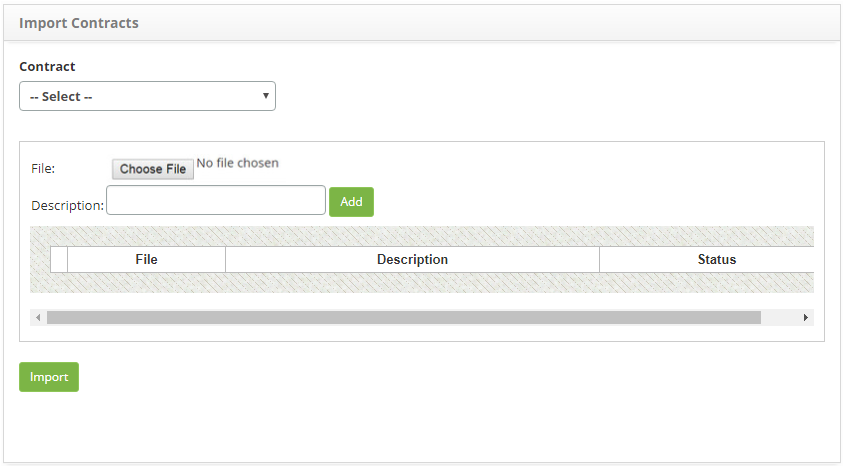 Import Contracts
Contract
-- Select --
File: Choose File No file chosen
Description: Add
File Description Status
Import